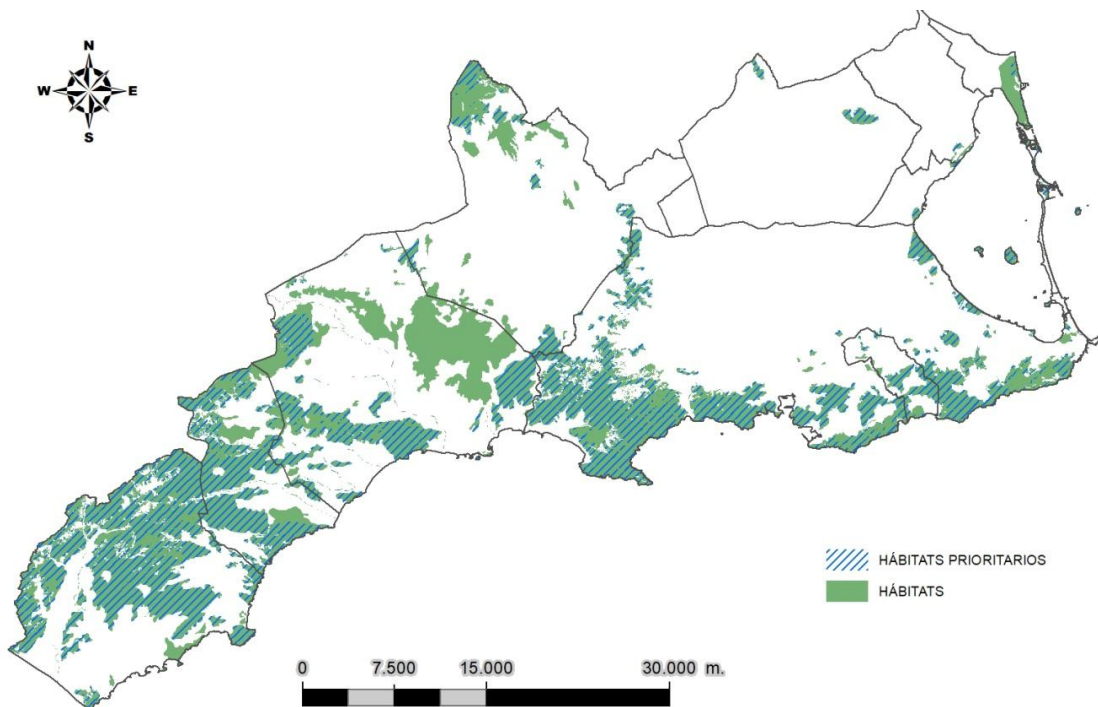 N
W E
S
HÁBITATS PRIORITARIOS
HÁBITATS
0 7.500 15.000 30.000 m.